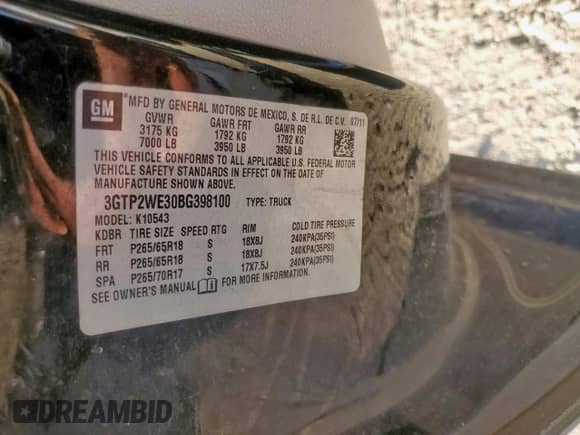 GM
MFD BY GENERAL MOTORS DE MEXICO, S. DE R.L. DE C.V. 07/11
GVWR GAWR FRT GAWR RR
3175 KG 1792 KG 1792 KG
7000 LB 3950 LB 3950 LB
THIS VEHICLE CONFORMS TO ALL APPLICABLE U.S. FEDERAL MOTOR
VEHICLE SAFETY STANDARDS IN EFFECT ON THE DATE OF
MANUFACTURE SHOWN ABOVE.
3GTP2WE30BG398100 TYPE: TRUCK
MODEL: K10543
KDBR TIRE SIZE SPEED RTG RIM COLD TIRE PRESSURE
FRT P265/65R18 S 18X8J 240KPA(35PSI)
RR P265/65R18 S 18X8J 240KPA(35PSI)
SPA P265/70R17 S 17X7.5J 240KPA(35PSI)
SEE OWNER'S MANUAL FOR MORE INFORMATION.
DREAMBID